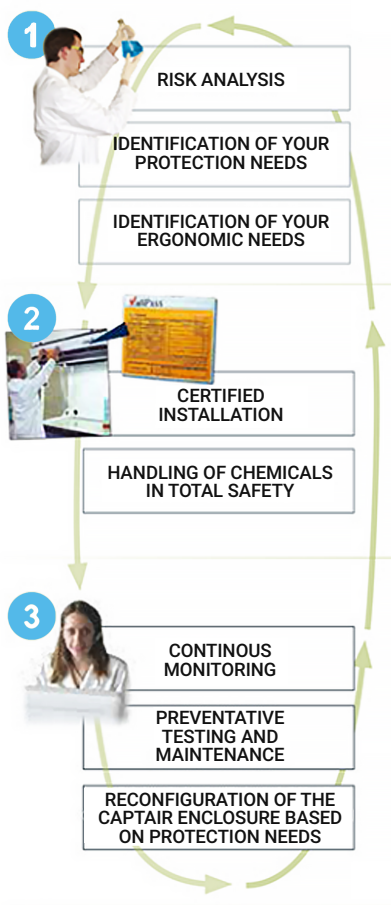 1
RISK ANALYSIS
IDENTIFICATION OF YOUR
PROTECTION NEEDS
IDENTIFICATION OF YOUR
ERGONOMIC NEEDS
2
ValiPass
CERTIFIED
INSTALLATION
HANDLING OF CHEMICALS
IN TOTAL SAFETY
3
CONTINOUS
MONITORING
PREVENTATIVE
TESTING AND
MAINTENANCE
RECONFIGURATION OF THE
CAPTAIR ENCLOSURE BASED
ON PROTECTION NEEDS